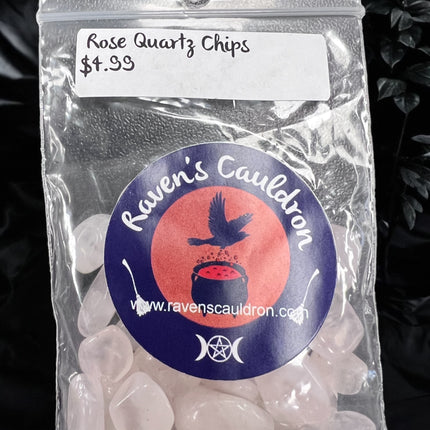 Rose Quartz Chips
$4.99
Raven's Cauldron
www.ravenscauldron.com